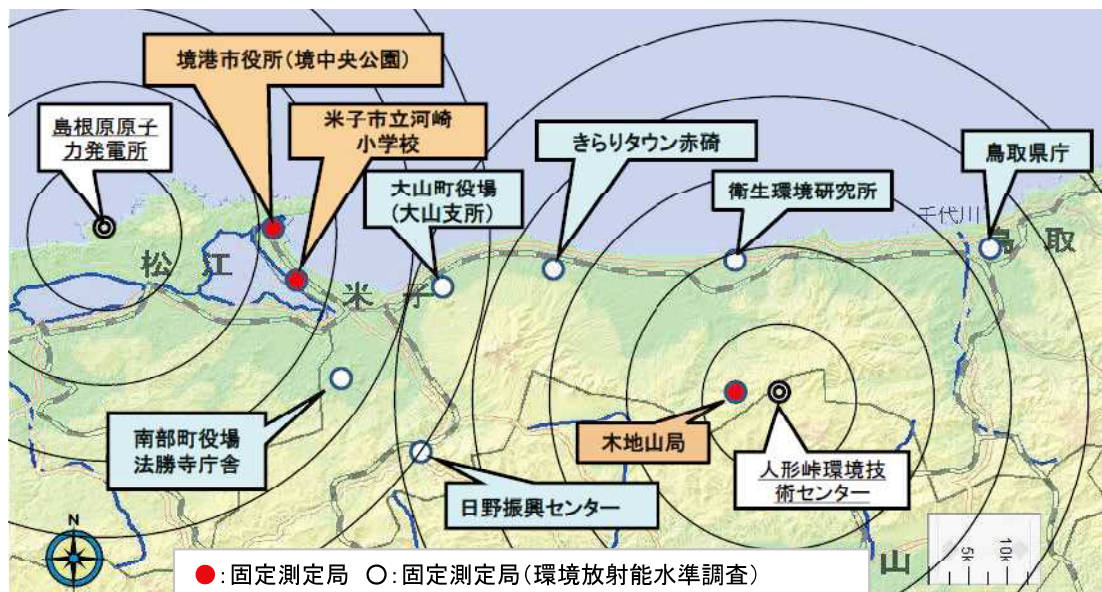 境港市役所(境中央公園)
島根原原子
力発電所
米子市立河崎
小学校
大山町役場
(大山支所)
きらりタウン赤碕
衛生環境研究所
鳥取県庁
千代川
鳥取
松江
米子
南部町役場
法勝寺庁舎
日野振興センター
木地山局
人形峠環境技
術センター
N
山
5k
10k
●:固定測定局 ○:固定測定局(環境放射能水準調査)